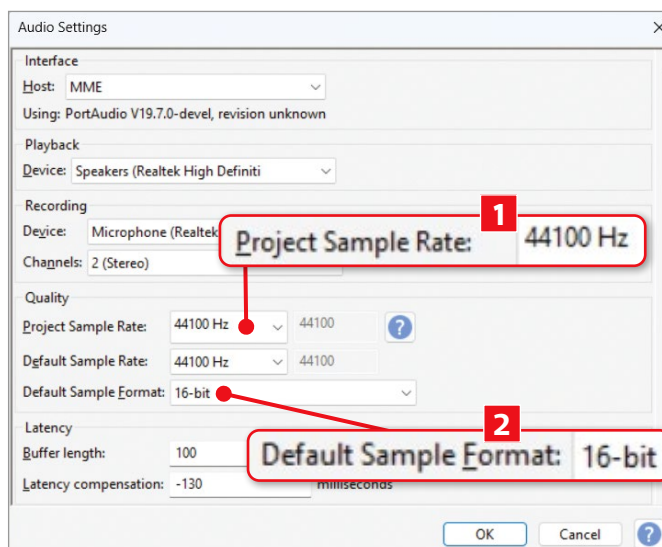 Audio Settings
Interface
Host: MME
Using: PortAudio V19.7.0-devel, revision unknown
Playback
Device: Speakers (Realtek High Definiti
Recording
Device: Microphone (Realtek
Channels: 2 (Stereo)
1
Project Sample Rate: 44100 Hz
Quality
Project Sample Rate: 44100 Hz 44100 ?
Default Sample Rate: 44100 Hz 44100
Default Sample Format: 16-bit
2
Default Sample Format: 16-bit
Latency
Buffer length: 100
Latency compensation: -130 milliseconds
OK Cancel ?